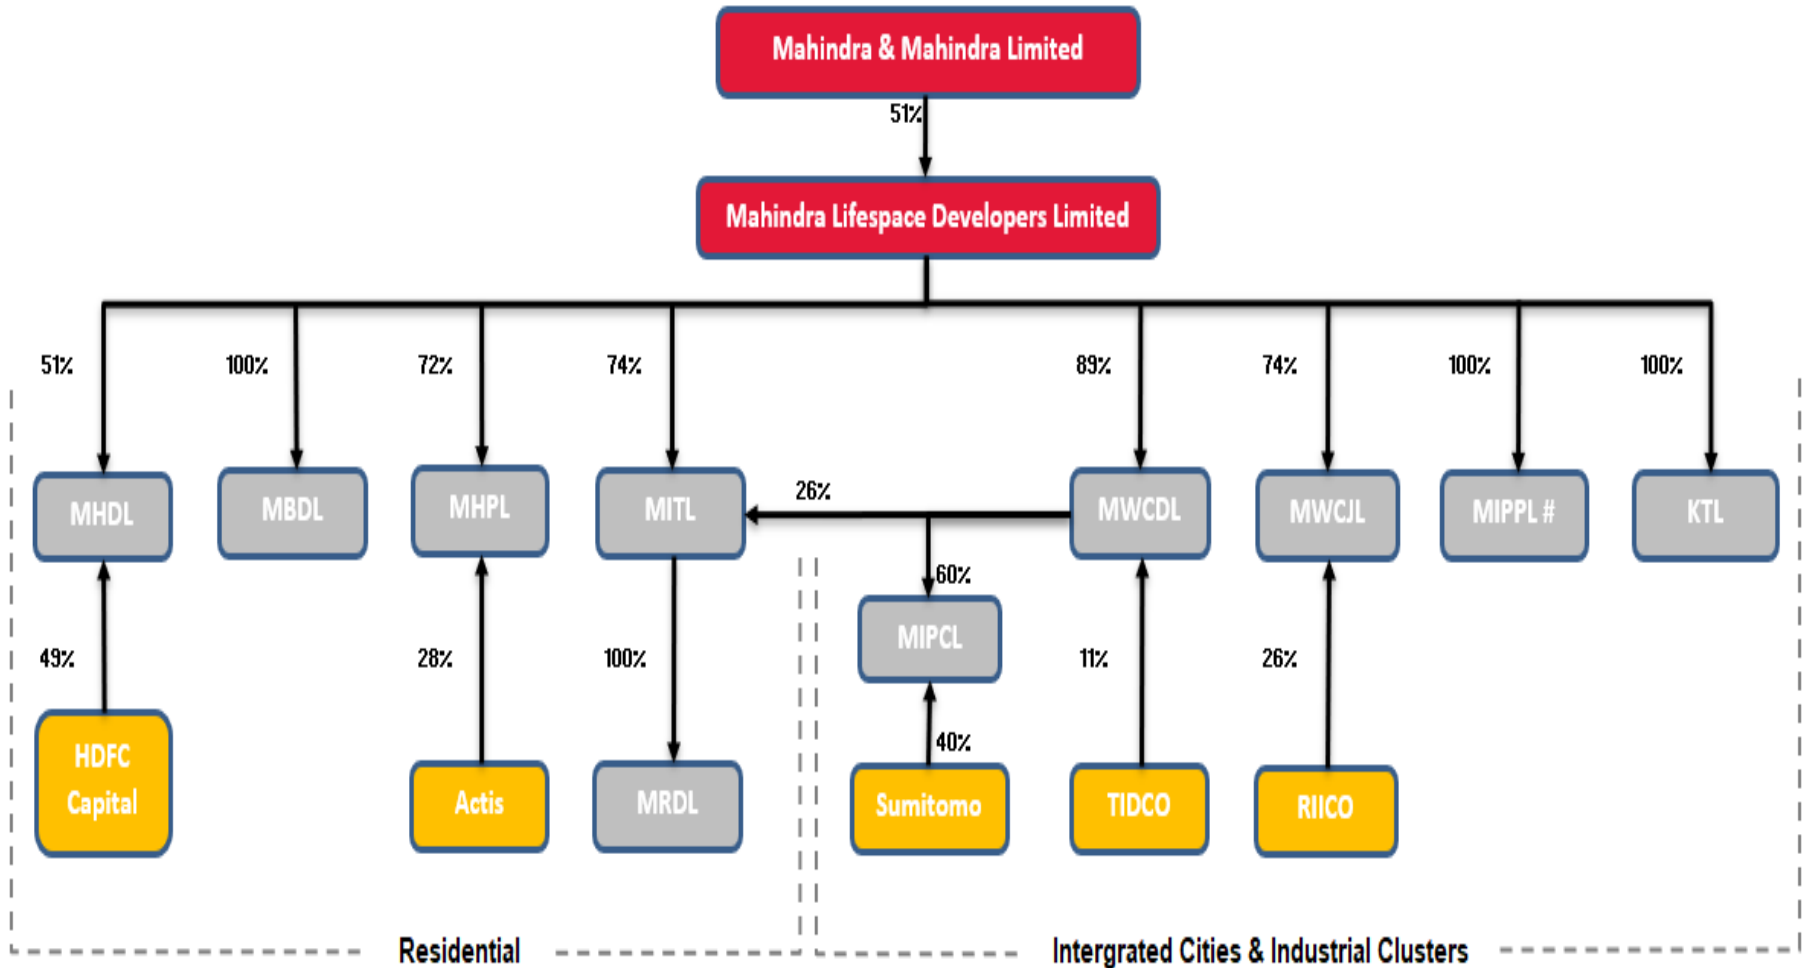 Mahindra & Mahindra Limited
51%
Mahindra Lifespace Developers Limited
51%
100%
72%
74%
89%
74%
100%
100%
MHDL
MBDL
MHPL
MITL
26%
MWCDL
MWCJL
MIPPL #
KTL
60%
MIPCL
49%
28%
100%
11%
26%
40%
HDFC
Capital
Actis
MRDL
Sumitomo
TIDCO
RIICO
Residential
Intergrated Cities & Industrial Clusters